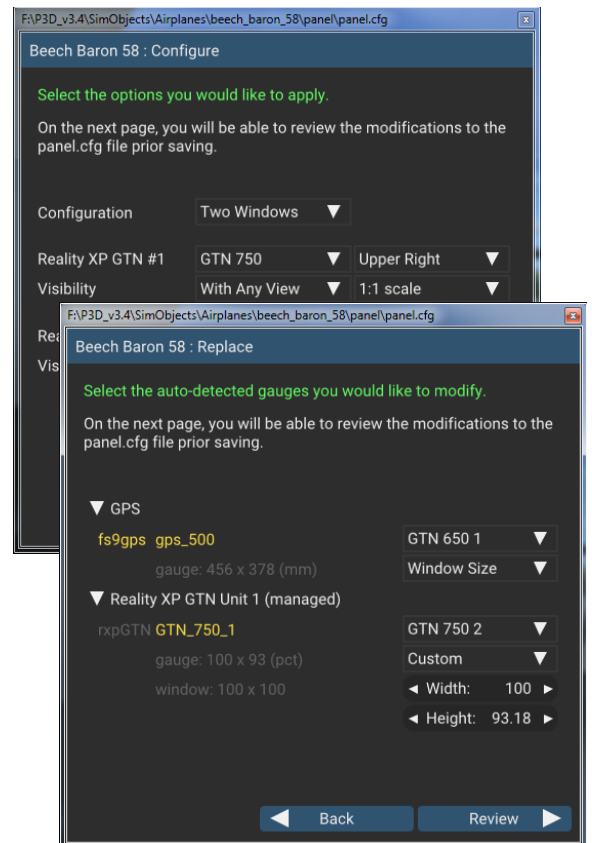 F:\P3D_v3.4\SimObjects\Airplanes\beech_baron_58\panel\panel.cfg
Beech Baron 58 : Configure
Select the options you would like to apply.
On the next page, you will be able to review the modifications to the
panel.cfg file prior saving.
Configuration Two Windows
Reality XP GTN #1 GTN 750 Upper Right
Visibility With Any View 1:1 scale
Rea
Vis
F:\P3D_v3.4\SimObjects\Airplanes\beech_baron_58\panel\panel.cfg
Beech Baron 58 : Replace
Select the auto-detected gauges you would like to modify.
On the next page, you will be able to review the modifications to the
panel.cfg file prior saving.
GPS
fs9gps gps_500 GTN 650 1
gauge: 456 x 378 (mm) Window Size
Reality XP GTN Unit 1 (managed)
rxpGTN GTN_750_1 GTN 750 2
gauge: 100 x 93 (pct) Custom
window: 100 x 100 Width: 100
Height: 93.18
Back Review